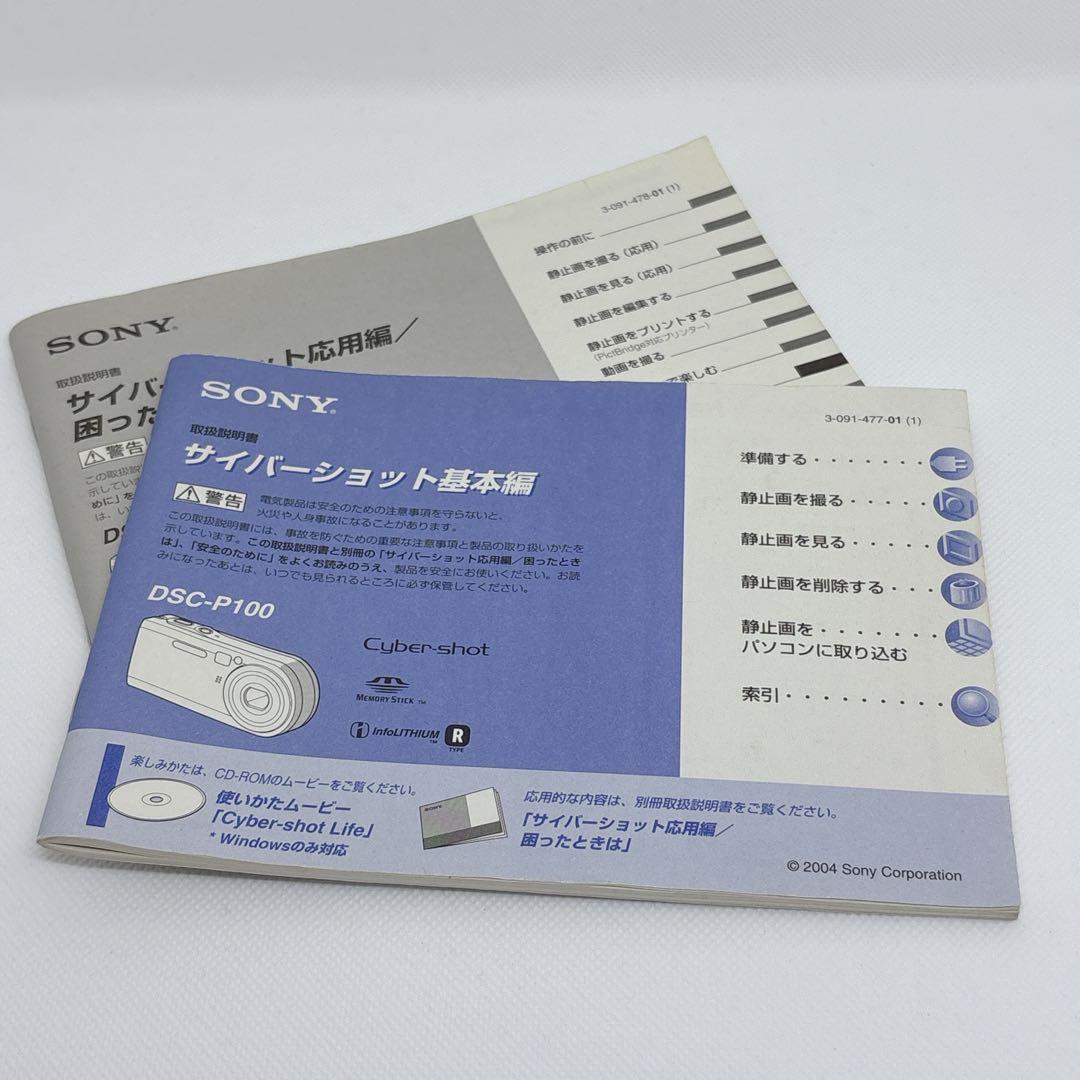 3-091-478-01 (1)
操作の前に
静止画を撮る（応用）
静止画を見る（応用）
静止画を編集する
静止画をプリントする
（PictBridge対応プリンター）
動画を撮る
で楽しむ
SONY®
取扱説明書
サイバー
ット応用編／
困った
警告
この取扱説
示してい
めに」を
は、い
SONY®
取扱説明書
サイバーショット基本編
警告
電気製品は安全のための注意事項を守らないと、
火災や人身事故になることがあります。
この取扱説明書には、事故を防ぐための重要な注意事項と製品の取り扱いかたを
示しています。この取扱説明書と別冊の「サイバーショット応用編／困ったとき
は」、「安全のために」をよくお読みのうえ、製品を安全にお使いください。お読
みになったあとは、いつでも見られるところに必ず保管してください。
DSC-P100
Cyber-shot
MEMORY STICK TM
InfoLITHIUM TM R
TYPE
3-091-477-01 (1)
準備する・・・・・・・
静止画を撮る・・・・
静止画を見る・・・・
静止画を削除する・・・
静止画を・・・・・・・
パソコンに取り込む
索引・・・・・・・・・
楽しみかたは、CD-ROMのムービーをご覧ください。
使いかたムービー
「Cyber-shot Life」
* Windowsのみ対応
SONY
応用的な内容は、別冊取扱説明書をご覧ください。
「サイバーショット応用編／
困ったときは」
© 2004 Sony Corporation